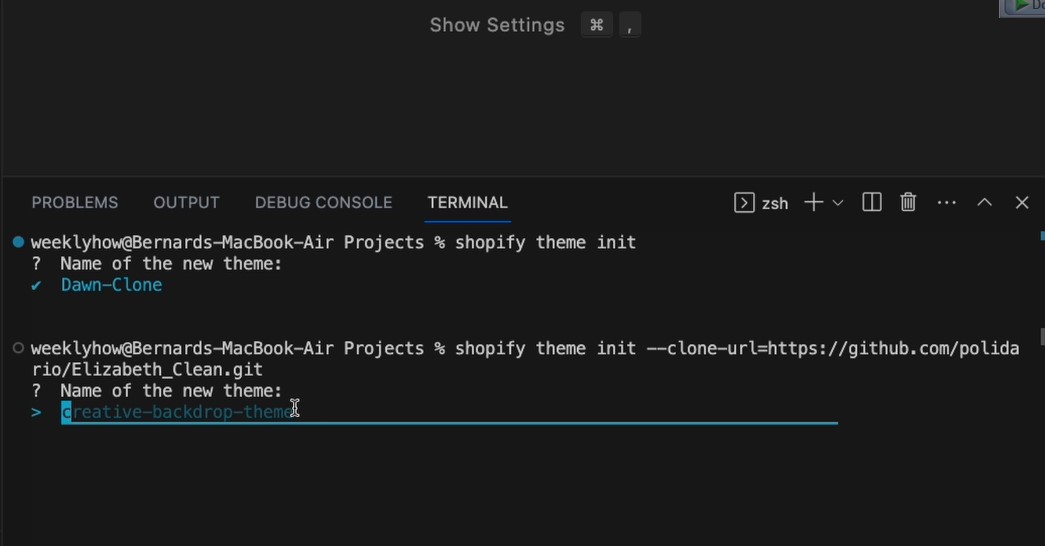 Show Settings ⌘ ,
PROBLEMS OUTPUT DEBUG CONSOLE TERMINAL zsh
weeklyhow@Bernards-MacBook-Air Projects % shopify theme init
? Name of the new theme:
✔ Dawn-Clone
weeklyhow@Bernards-MacBook-Air Projects % shopify theme init --clone-url=https://github.com/polida
rio/Elizabeth_Clean.git
? Name of the new theme:
> creative-backdrop-theme